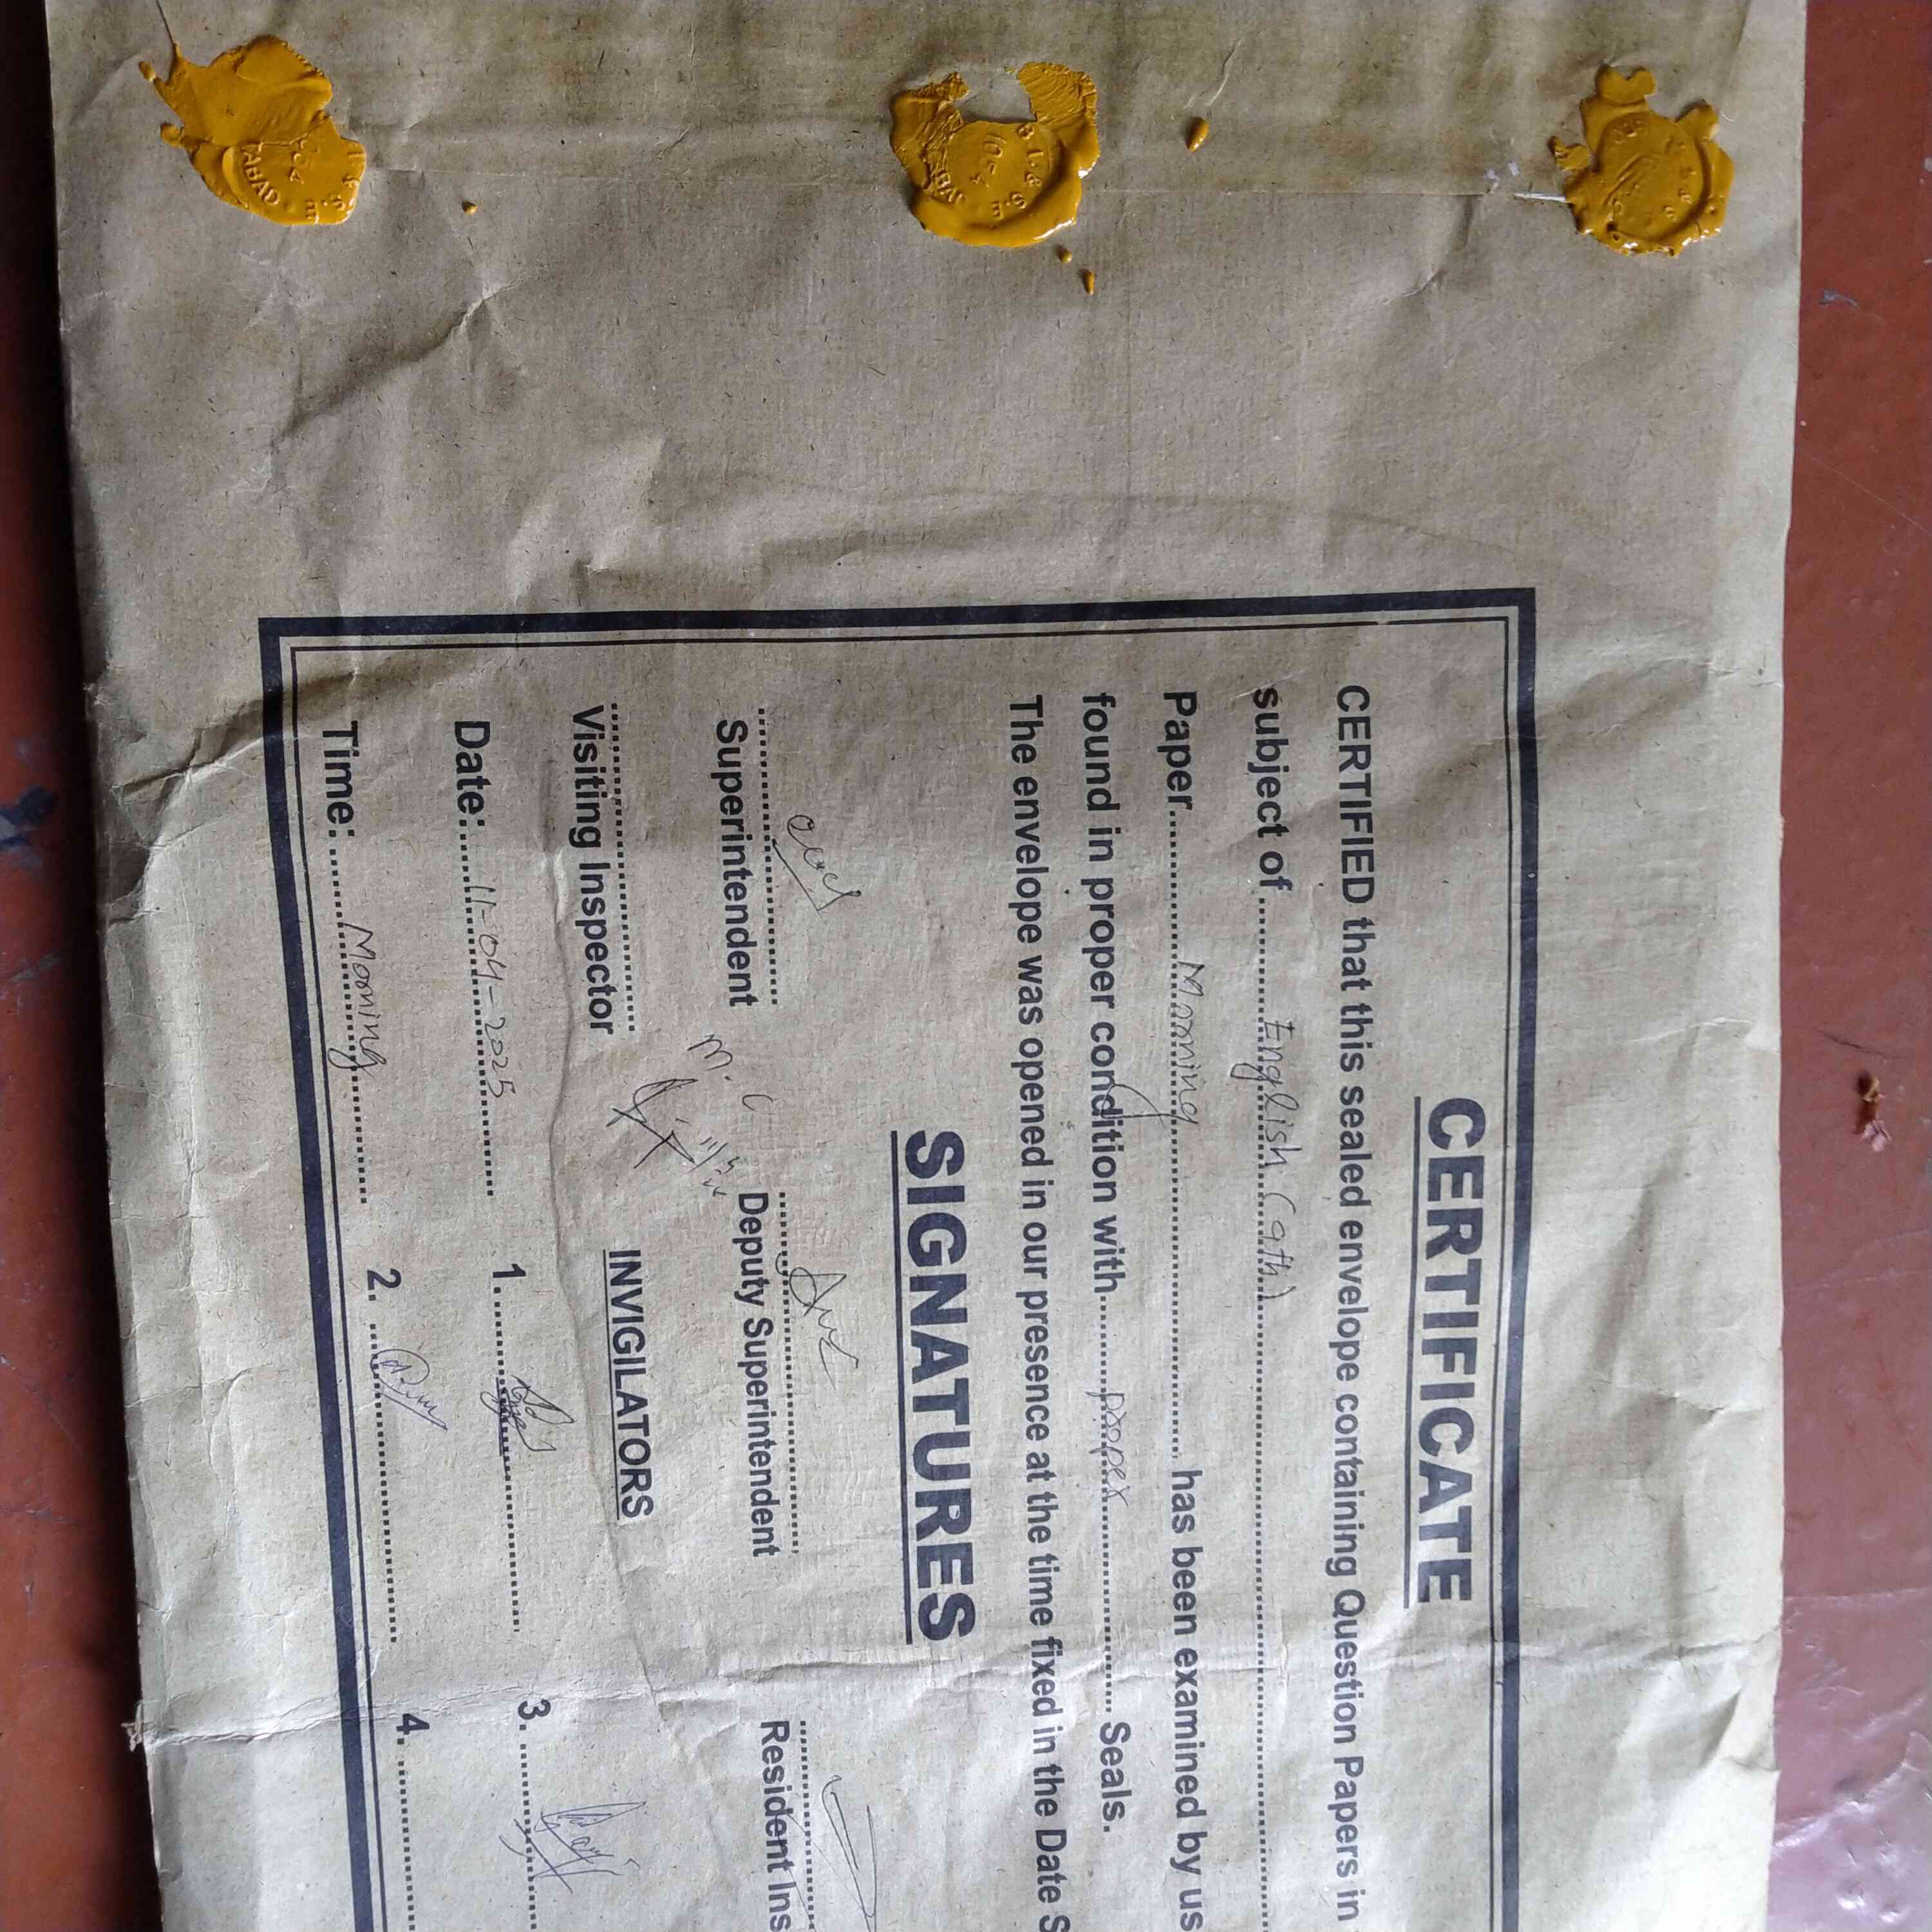 CERTIFICATE
CERTIFIED that this sealed envelope containing Question Papers in
subject of .......... English (9th) ..........
Paper .......... Morning .......... has been examined by us
found in proper condition with .......... proper .......... Seals.
The envelope was opened in our presence at the time fixed in the Date S
SIGNATURES
Superintendent
Deputy Superintendent
Resident Ins
Visiting Inspector
INVIGILATORS
Date: 11-04-2025
1.
3.
Time: Morning
2.
4.